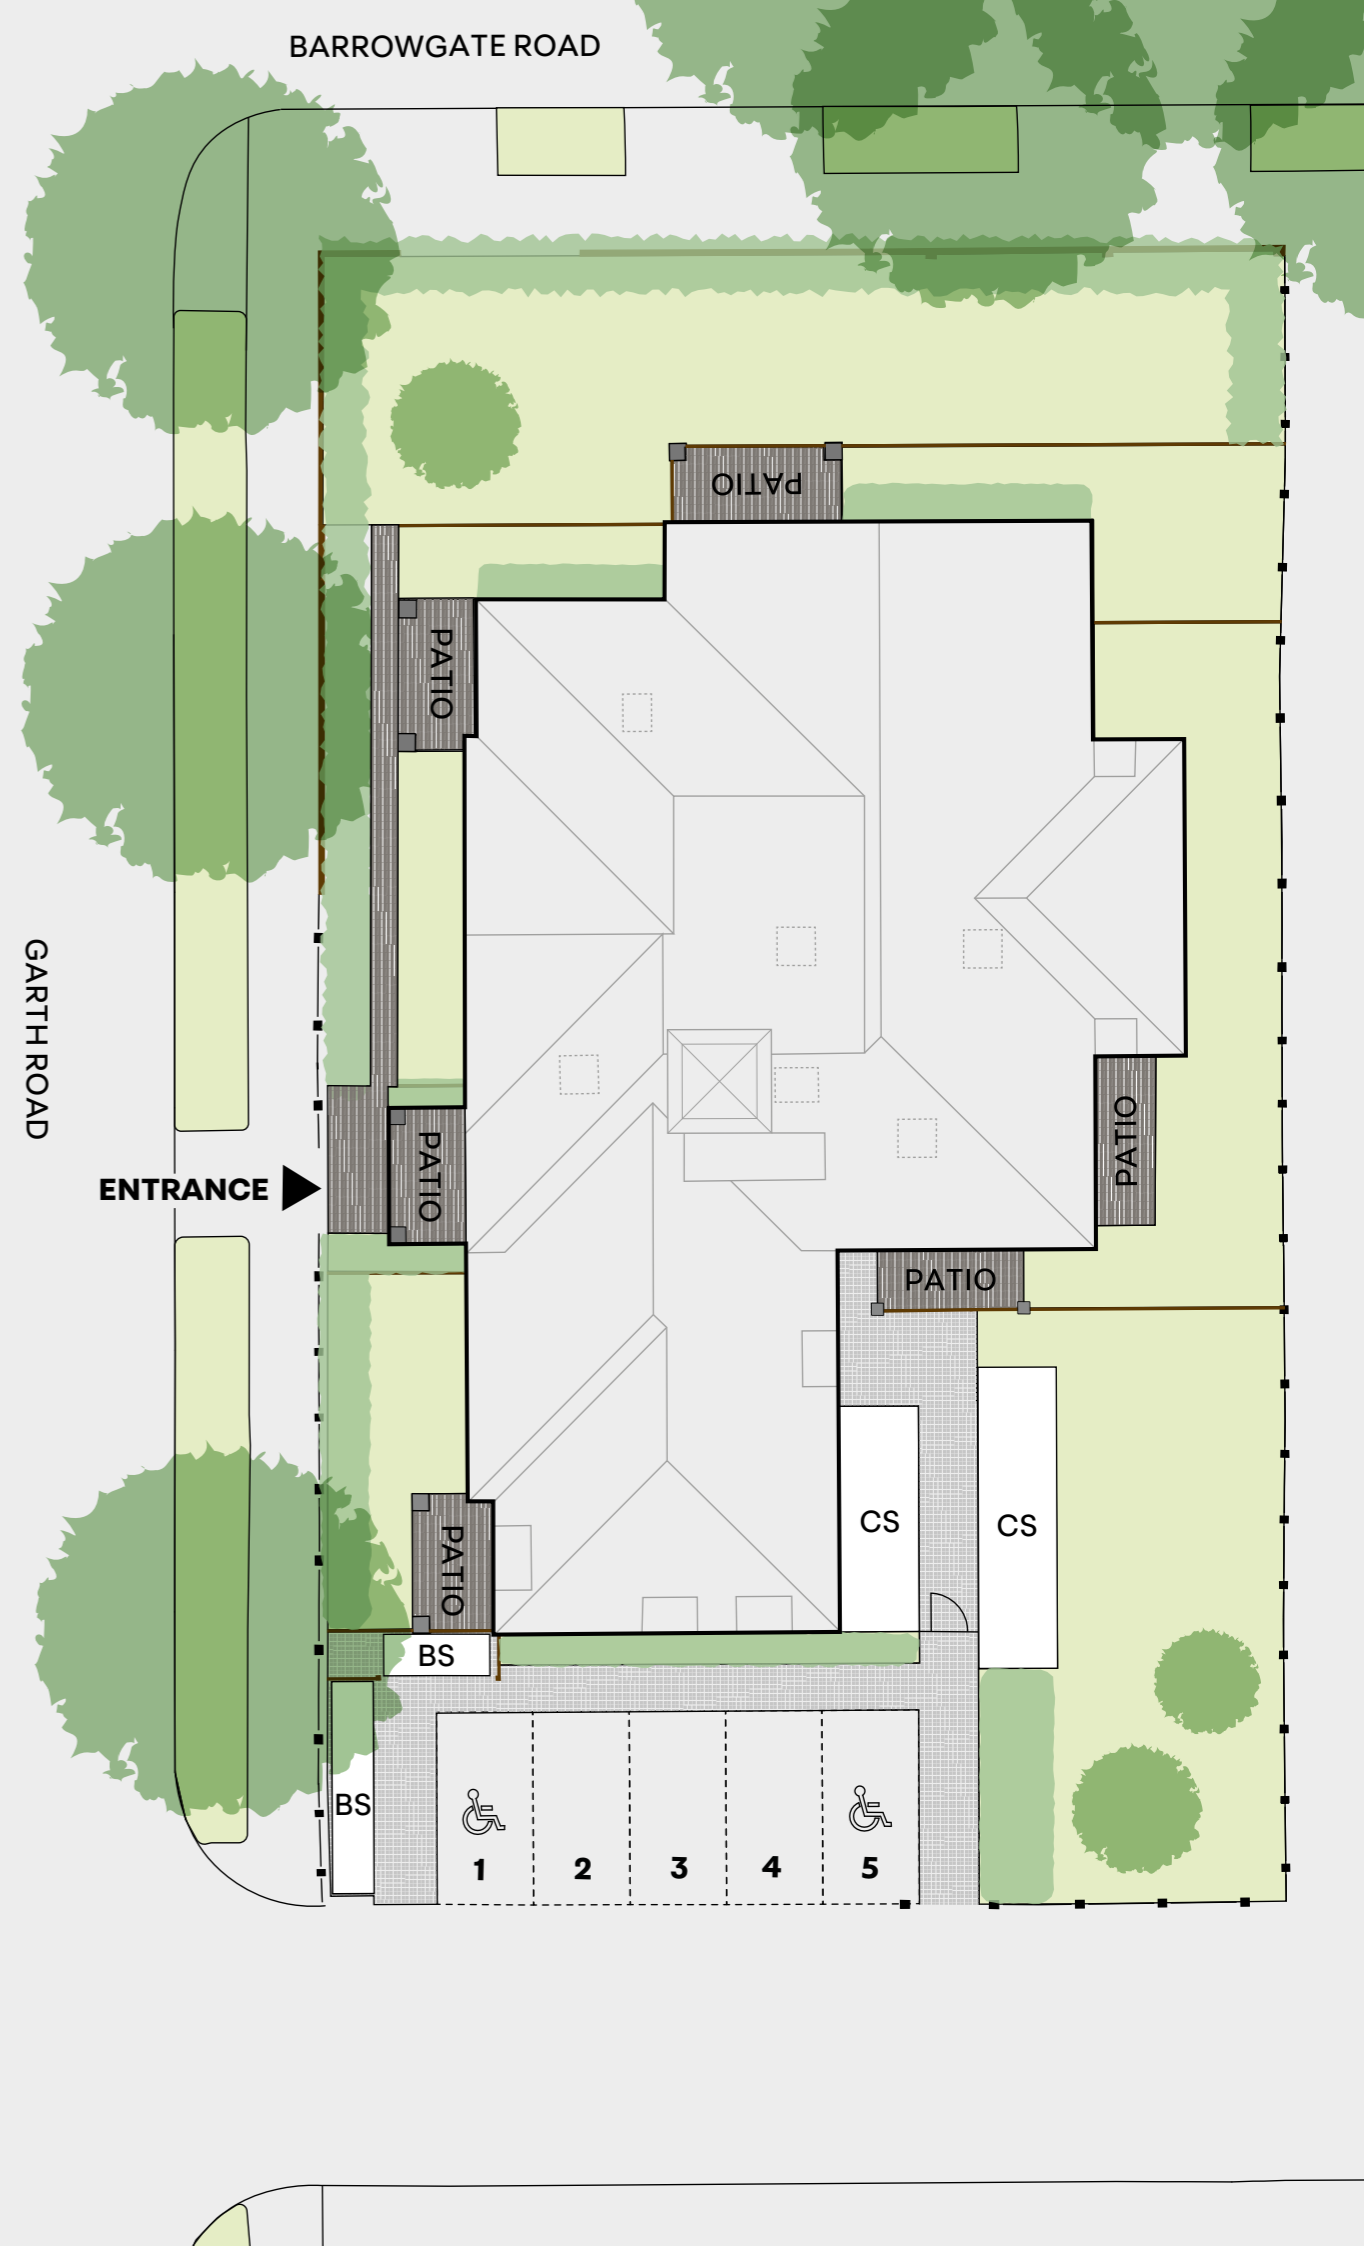 BARROWGATE ROAD
PATIO
PATIO
GARTH ROAD
ENTRANCE
PATIO
PATIO
PATIO
CS
CS
PATIO
BS
BS
1
2
3
4
5